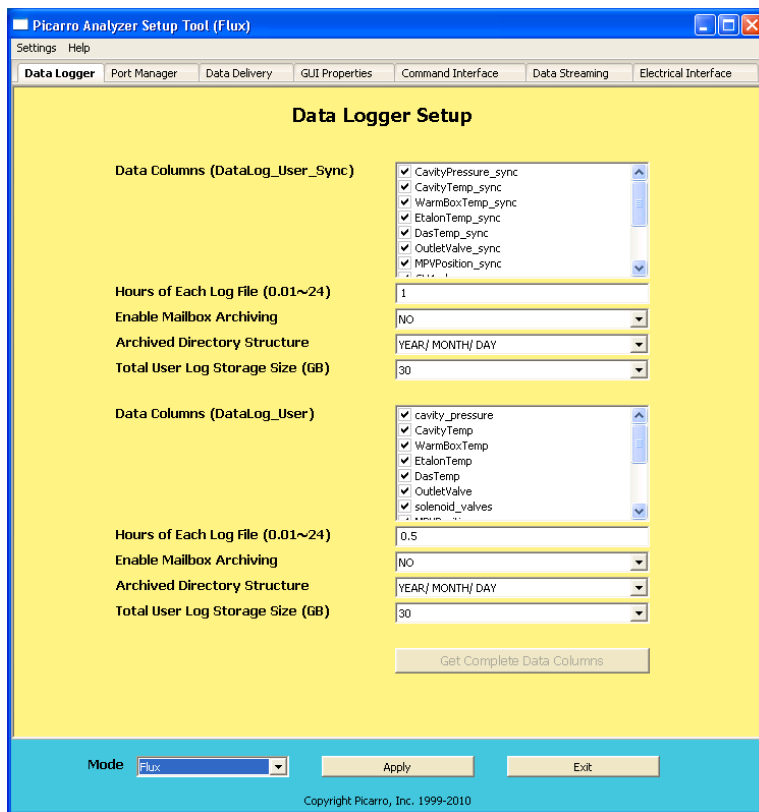 Picarro Analyzer Setup Tool (Flux)
Settings Help
Data Logger Port Manager Data Delivery GUI Properties Command Interface Data Streaming Electrical Interface
Data Logger Setup
Data Columns (DataLog_User_Sync)
CavityPressure_sync
CavityTemp_sync
WarmBoxTemp_sync
EtalonTemp_sync
DasTemp_sync
OutletValve_sync
MPVPosition_sync
Hours of Each Log File (0.01~24) 1
Enable Mailbox Archiving NO
Archived Directory Structure YEAR/ MONTH/ DAY
Total User Log Storage Size (GB) 30
Data Columns (DataLog_User)
cavity_pressure
CavityTemp
WarmBoxTemp
EtalonTemp
DasTemp
OutletValve
solenoid_valves
Hours of Each Log File (0.01~24) 0.5
Enable Mailbox Archiving NO
Archived Directory Structure YEAR/ MONTH/ DAY
Total User Log Storage Size (GB) 30
Get Complete Data Columns
Mode Flux Apply Exit
Copyright Picarro, Inc. 1999-2010